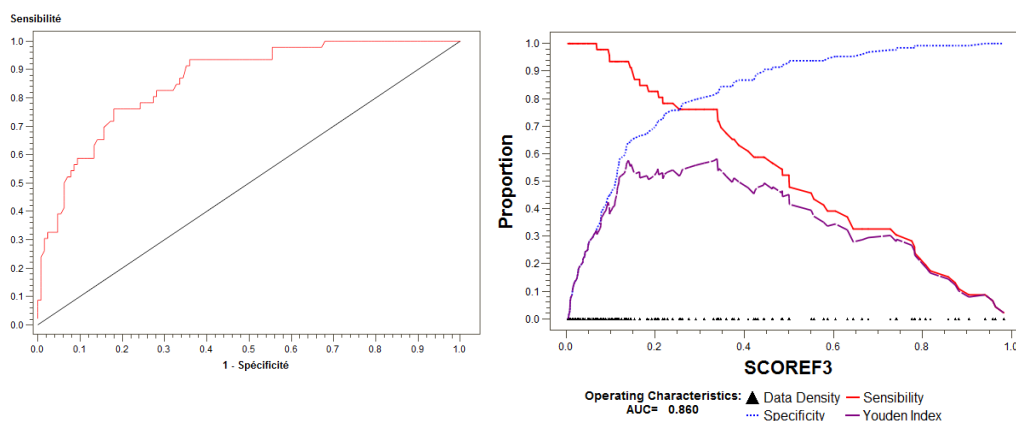 Sensibilité
1.0
0.9
0.8
0.7
0.6
0.5
0.4
0.3
0.2
0.1
0.0
0.0 0.1 0.2 0.3 0.4 0.5 0.6 0.7 0.8 0.9 1.0
1 - Spécificité
Proportion
1.0
0.9
0.8
0.7
0.6
0.5
0.4
0.3
0.2
0.1
0.0
0.0 0.2 0.4 0.6 0.8 1.0
SCOREF3
Operating Characteristics: Data Density Sensibility
AUC= 0.860 Specificity Youden Index